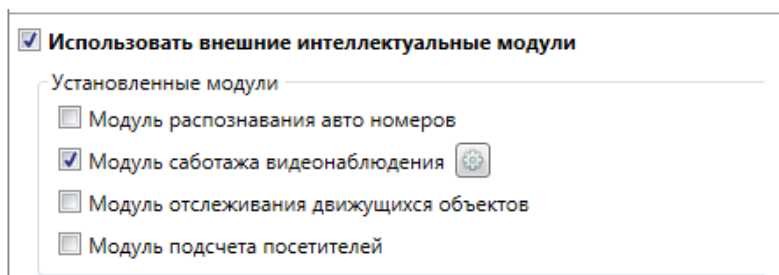 Использовать внешние интеллектуальные модули
Установленные модули
Модуль распознавания авто номеров
Модуль саботажа видеонаблюдения
Модуль отслеживания движущихся объектов
Модуль подсчета посетителей